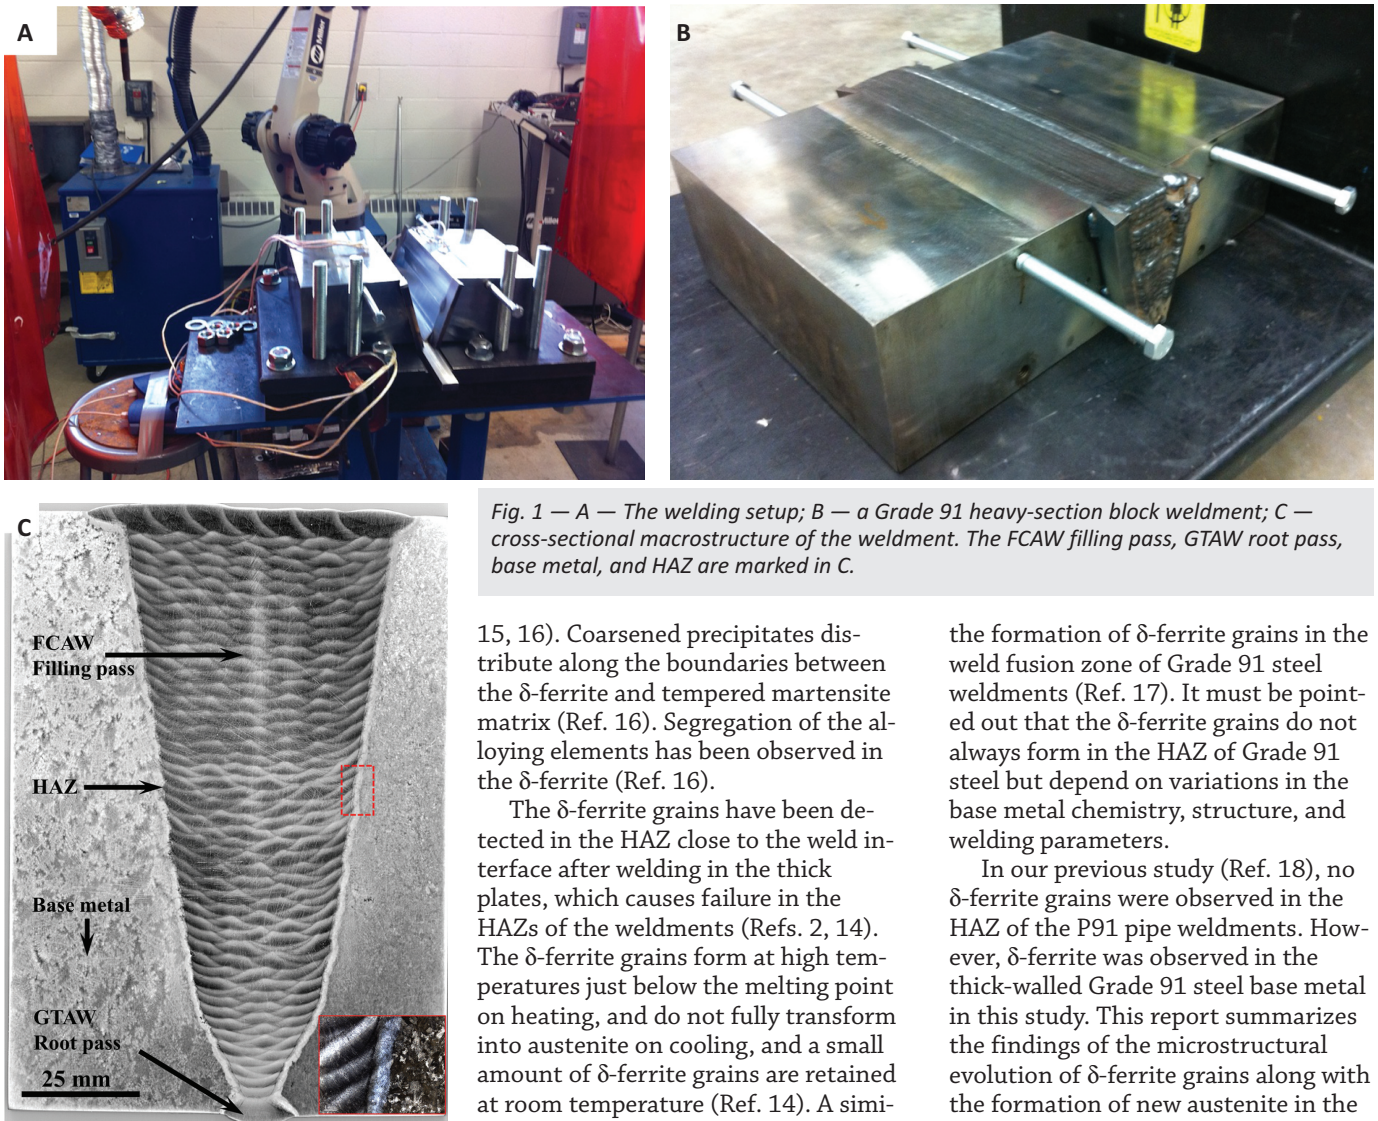 A
Miller
Miller
B
C
FCAW
Filling pass
HAZ
Base metal
GTAW
Root pass
25 mm
Fig. 1 — A — The welding setup; B — a Grade 91 heavy-section block weldment; C —
cross-sectional macrostructure of the weldment. The FCAW filling pass, GTAW root pass,
base metal, and HAZ are marked in C.
15, 16). Coarsened precipitates dis-
tribute along the boundaries between
the δ-ferrite and tempered martensite
matrix (Ref. 16). Segregation of the al-
loying elements has been observed in
the δ-ferrite (Ref. 16).
The δ-ferrite grains have been de-
tected in the HAZ close to the weld in-
terface after welding in the thick
plates, which causes failure in the
HAZs of the weldments (Refs. 2, 14).
The δ-ferrite grains form at high tem-
peratures just below the melting point
on heating, and do not fully transform
into austenite on cooling, and a small
amount of δ-ferrite grains are retained
at room temperature (Ref. 14). A simi-
the formation of δ-ferrite grains in the
weld fusion zone of Grade 91 steel
weldments (Ref. 17). It must be point-
ed out that the δ-ferrite grains do not
always form in the HAZ of Grade 91
steel but depend on variations in the
base metal chemistry, structure, and
welding parameters.
In our previous study (Ref. 18), no
δ-ferrite grains were observed in the
HAZ of the P91 pipe weldments. How-
ever, δ-ferrite was observed in the
thick-walled Grade 91 steel base metal
in this study. This report summarizes
the findings of the microstructural
evolution of δ-ferrite grains along with
the formation of new austenite in the